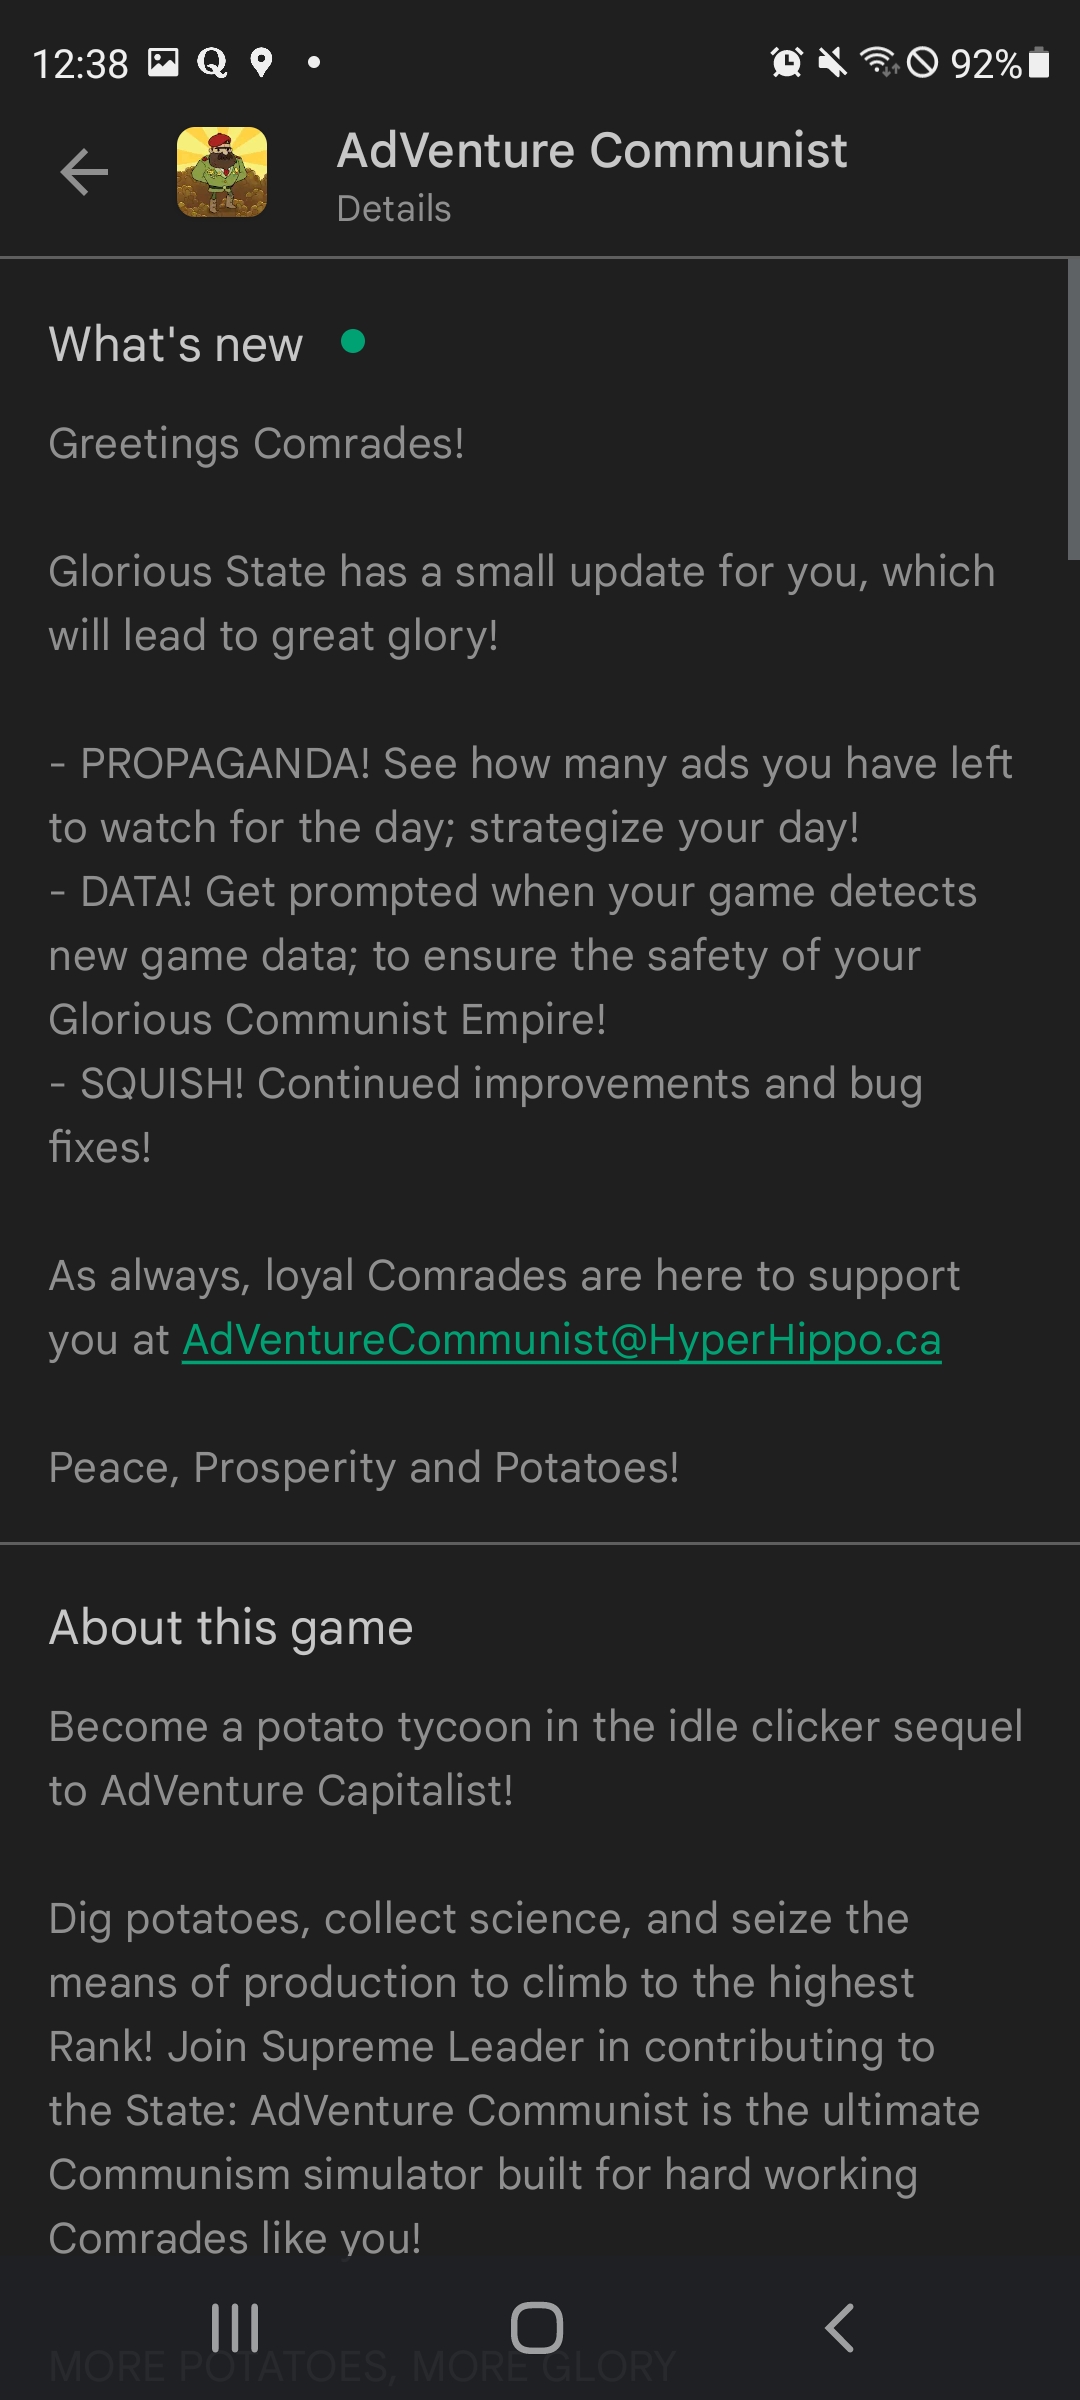 12:38
92%
AdVenture Communist
Details
What's new
Greetings Comrades!
Glorious State has a small update for you, which
will lead to great glory!
- PROPAGANDA! See how many ads you have left
to watch for the day; strategize your day!
- DATA! Get prompted when your game detects
new game data; to ensure the safety of your
Glorious Communist Empire!
- SQUISH! Continued improvements and bug
fixes!
As always, loyal Comrades are here to support
you at AdVentureCommunist@HyperHippo.ca
Peace, Prosperity and Potatoes!
About this game
Become a potato tycoon in the idle clicker sequel
to AdVenture Capitalist!
Dig potatoes, collect science, and seize the
means of production to climb to the highest
Rank! Join Supreme Leader in contributing to
the State: AdVenture Communist is the ultimate
Communism simulator built for hard working
Comrades like you!
MORE POTATOES, MORE GLORY